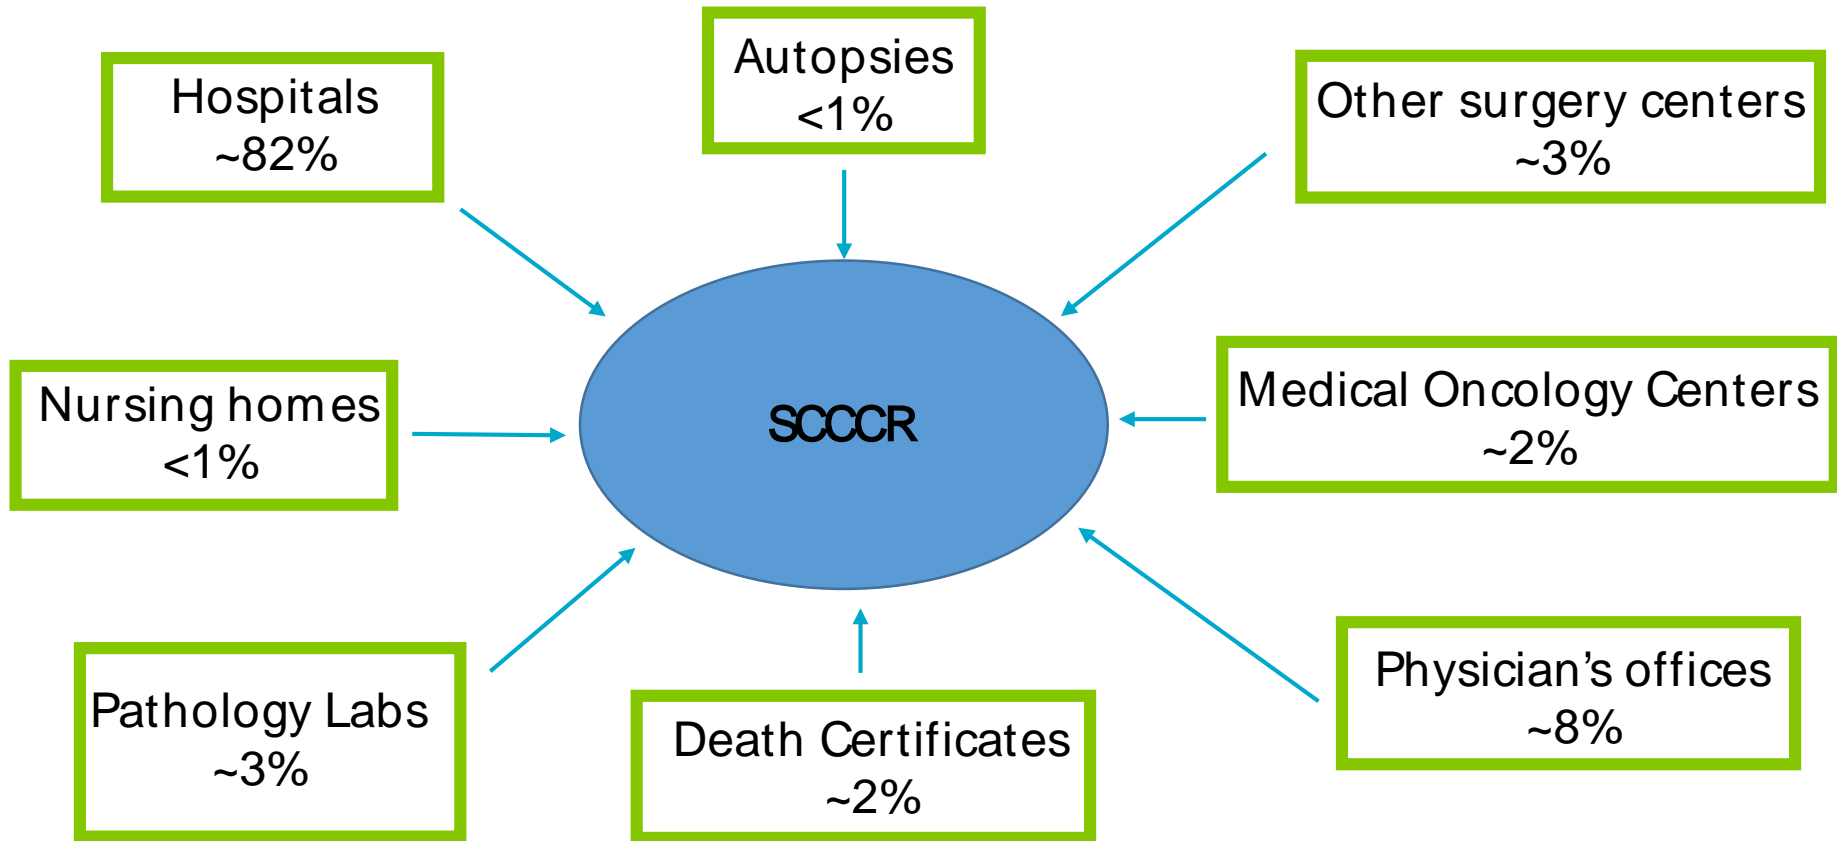 Autopsies
<1%
Hospitals
~82%
Other surgery centers
~3%
Nursing homes
<1%
SCCCR
Medical Oncology Centers
~2%
Pathology Labs
~3%
Death Certificates
~2%
Physician’s offices
~8%